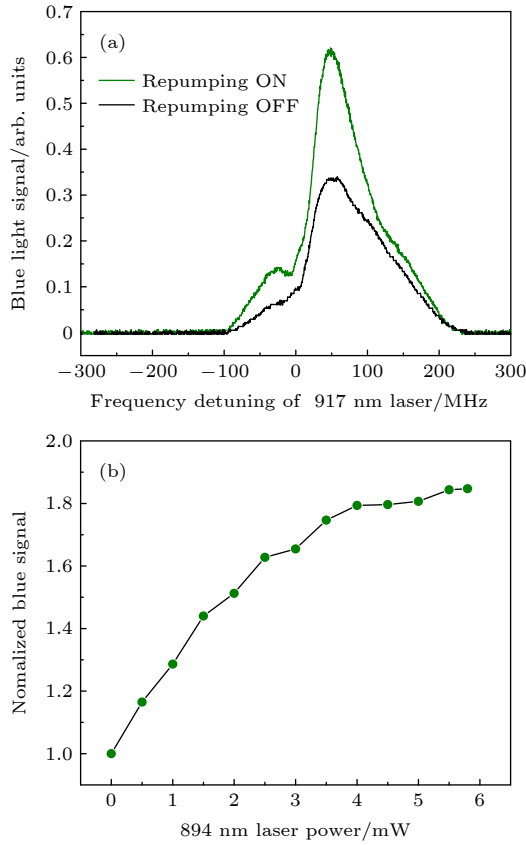 0.7
(a)
0.6
Repumping ON
0.5
Repumping OFF
0.4
0.3
0.2
0.1
0
Blue light signal/arb. units
−300 −200 −100 0 100 200 300
Frequency detuning of 917 nm laser/MHz
2.0
(b)
1.8
1.6
1.4
1.2
1.0
Nomalized blue signal
0 1 2 3 4 5 6
894 nm laser power/mW